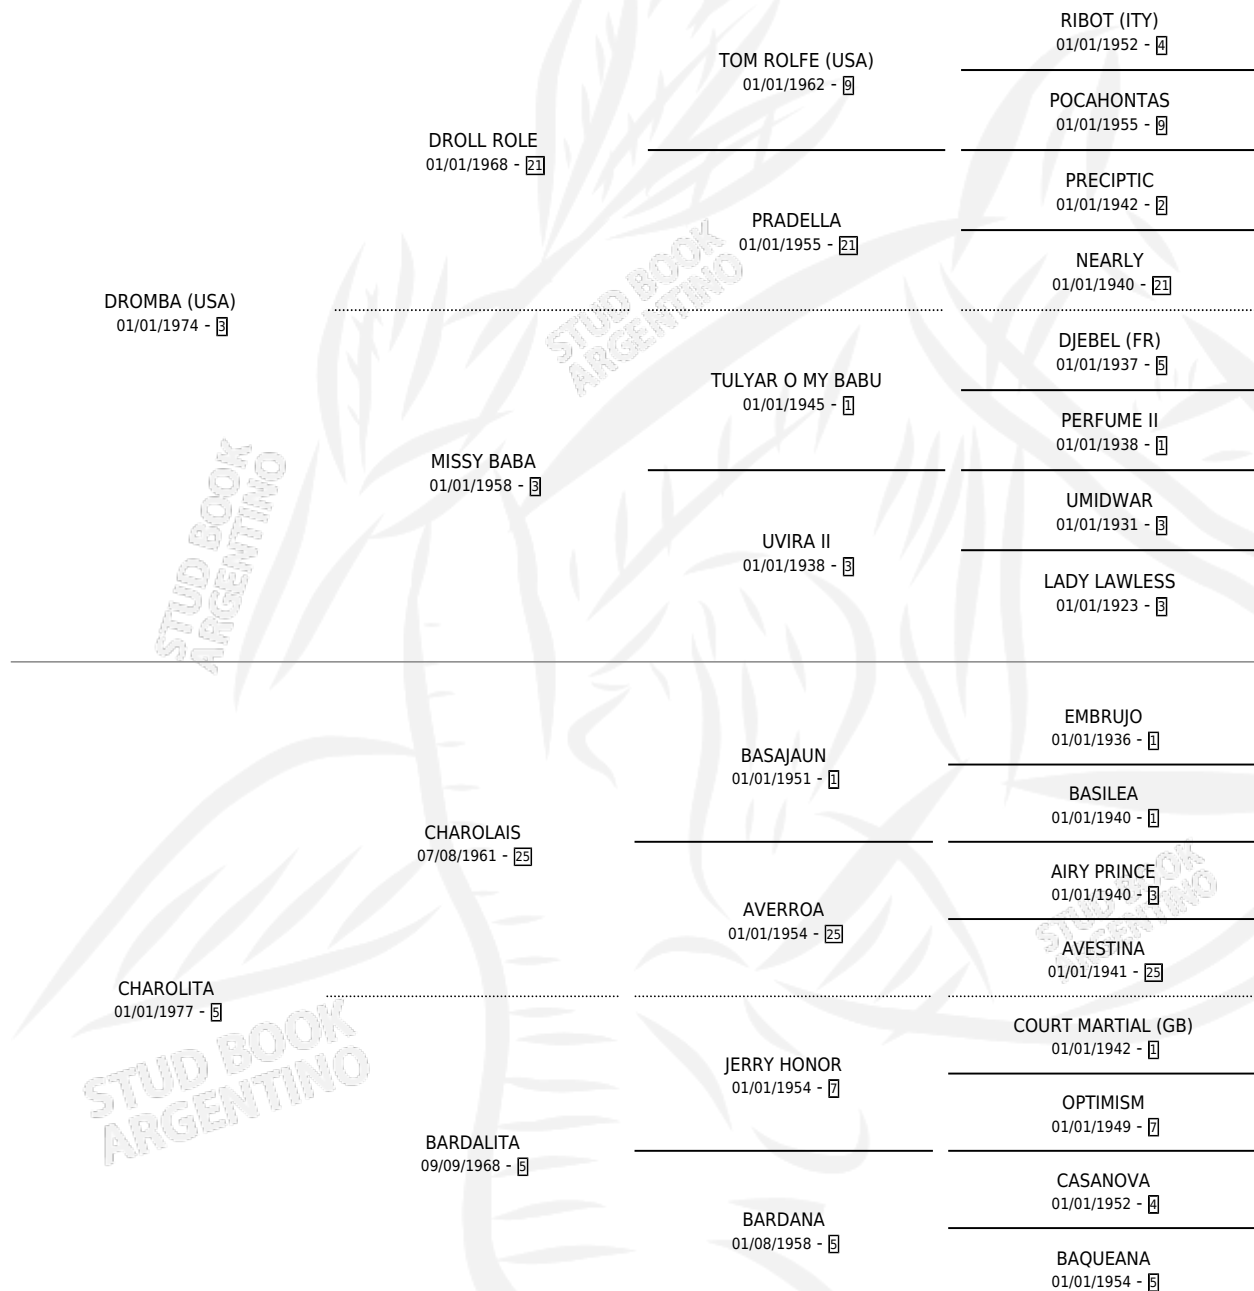 RIBOT (ITY)
01/01/1952 - 4
TOM ROLFE (USA)
01/01/1962 - 9
POCAHONTAS
01/01/1955 - 9
DROLL ROLE
01/01/1968 - 21
PRECIPTIC
01/01/1942 - 2
PRADELLA
01/01/1955 - 21
NEARLY
01/01/1940 - 21
DROMBA (USA)
01/01/1974 - 3
DJEBEL (FR)
01/01/1937 - 5
TULYAR O MY BABU
01/01/1945 - 1
PERFUME II
01/01/1938 - 1
MISSY BABA
01/01/1958 - 3
UMIDWAR
01/01/1931 - 3
UVIRA II
01/01/1938 - 3
LADY LAWLESS
01/01/1923 - 3
EMBRUJO
01/01/1936 - 1
BASAJAUN
01/01/1951 - 1
BASILEA
01/01/1940 - 1
CHAROLAIS
07/08/1961 - 25
AIRY PRINCE
01/01/1940 - 3
AVERROA
01/01/1954 - 25
AVESTINA
01/01/1941 - 25
CHAROLITA
01/01/1977 - 5
COURT MARTIAL (GB)
01/01/1942 - 1
JERRY HONOR
01/01/1954 - 7
OPTIMISM
01/01/1949 - 7
BARDALITA
09/09/1968 - 5
CASANOVA
01/01/1952 - 4
BARDANA
01/08/1958 - 5
BAQUEANA
01/01/1954 - 5
STUD BOOK
ARGENTINO
STUD BOOK
ARGENTINO
STUD BOOK
ARGENTINO
STUD BOOK
ARGENTINO